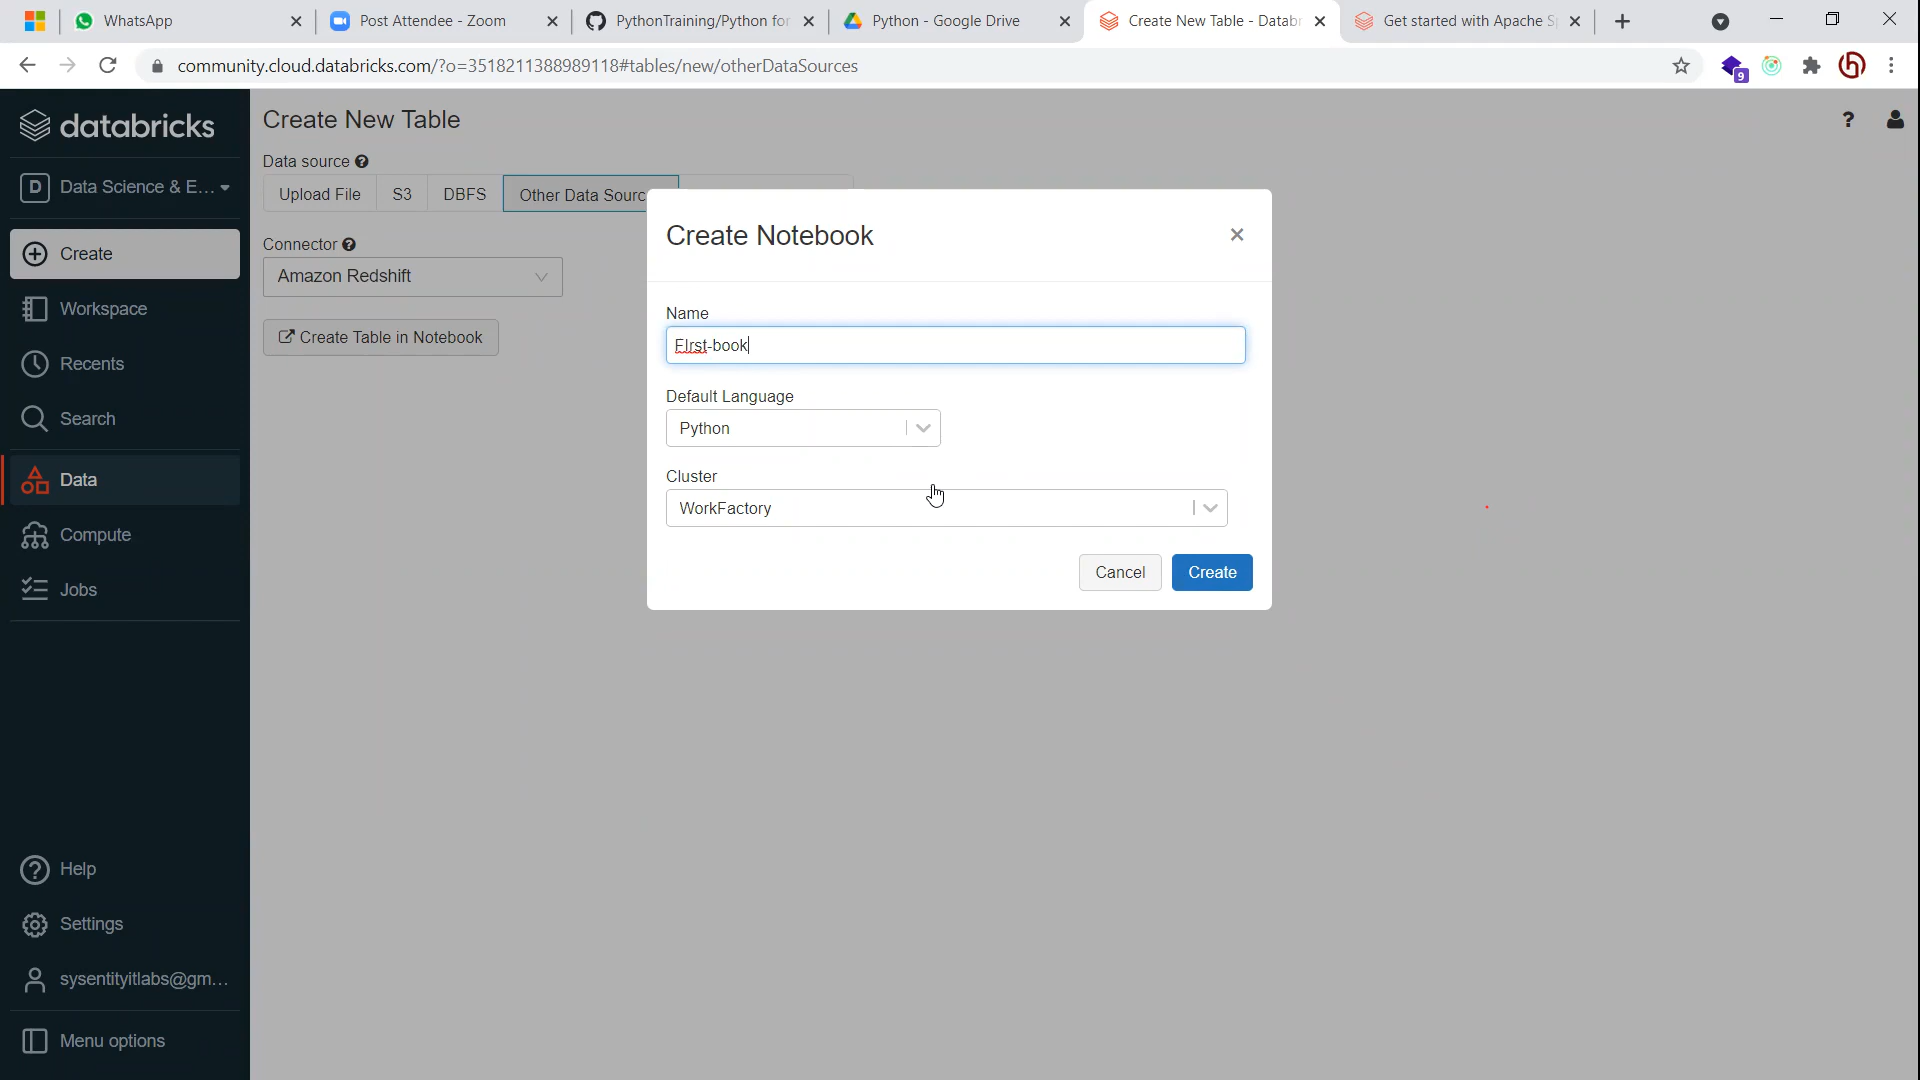 WhatsApp
Post Attendee - Zoom
PythonTraining/Python for
Python - Google Drive
Create New Table - Datab
Get started with Apache S
community.cloud.databricks.com/?o=3518211388989118#tables/new/otherDataSources
9
databricks
D Data Science & E...
Create
Workspace
Recents
Search
Data
Compute
Jobs
Help
Settings
sysentityitlabs@gm...
Menu options
Create New Table
?
Data source ?
Upload File S3 DBFS Other Data Sourc
Connector ?
Amazon Redshift
Create Table in Notebook
Create Notebook
×
Name
FIrst-book
Default Language
Python
Cluster
WorkFactory
Cancel Create